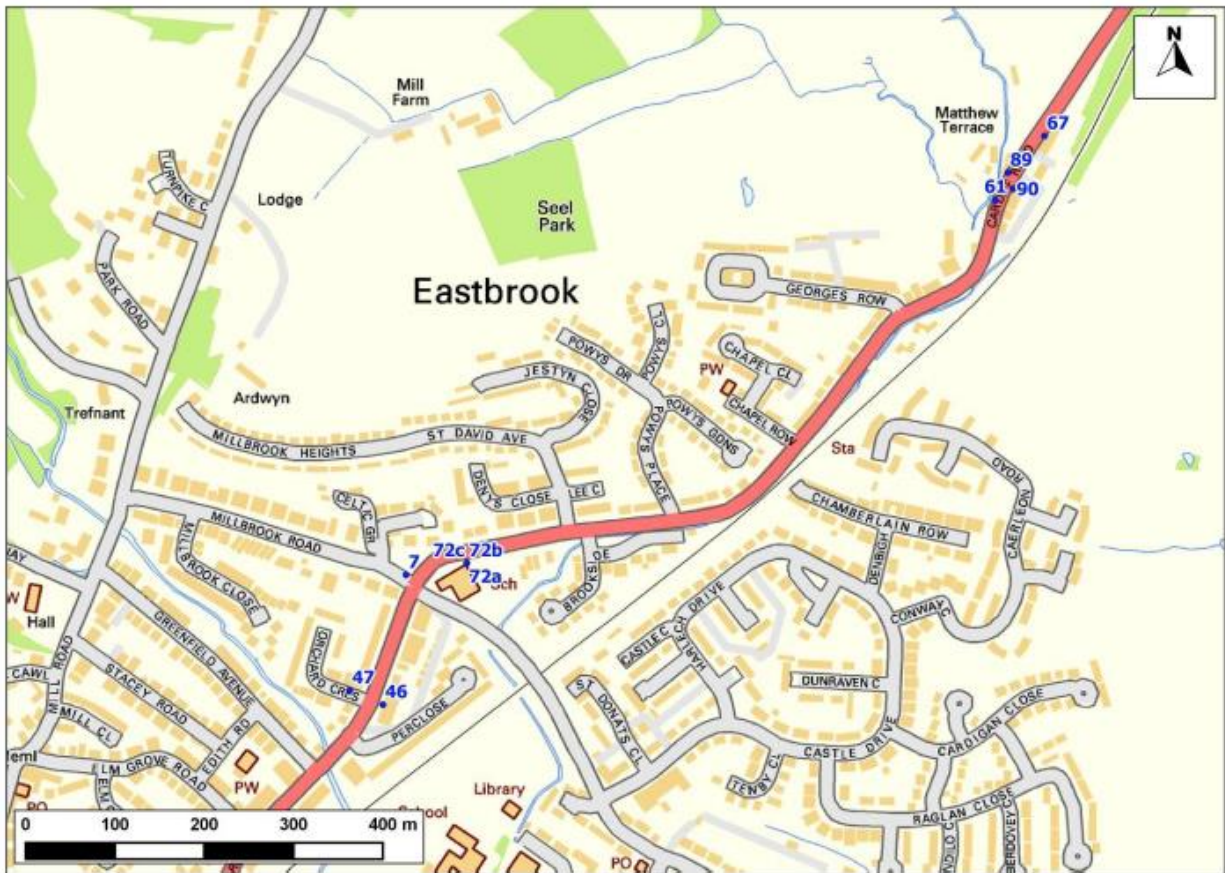 N
Mill
Farm
Matthew
Terrace
67
89
61
90
TURNPIKE C
Lodge
Seel
Park
PARK ROAD
Eastbrook
GEORGES ROW
POWYS CL
POWYS DR
CHAPEL CL
PW
JESTYN CLOSE
Ardwyn
Trefnant
POWYS GDNS
CHAPEL ROW
MILLBROOK HEIGHTS
ST DAVID AVE
POWYS PLACE
Sta
ROAD
CAERLEON
DENYS CLOSE
LEE C
CELTIC GR
CHAMBERLAIN ROW
MILLBROOK ROAD
MILLBROOK CLOSE
7
72c
72b
72a
Sch
BROOKSIDE
DENBIGH
Hall
GREENFIELD AVENUE
CASTLE C
HARLECH DRIVE
CONWAY C
ORCHARD CRES
47
46
STACEY ROAD
MILL ROAD
PERCLOSE
ST DONATS CL
DUNRAVEN C
MILL CL
EDITH RD
CASTLE DRIVE
CARDIGAN CLOSE
ELM GROVE ROAD
PW
TENBY CL
Library
RAGLAN CLOSE
PO
School
0 100 200 300 400 m
PO